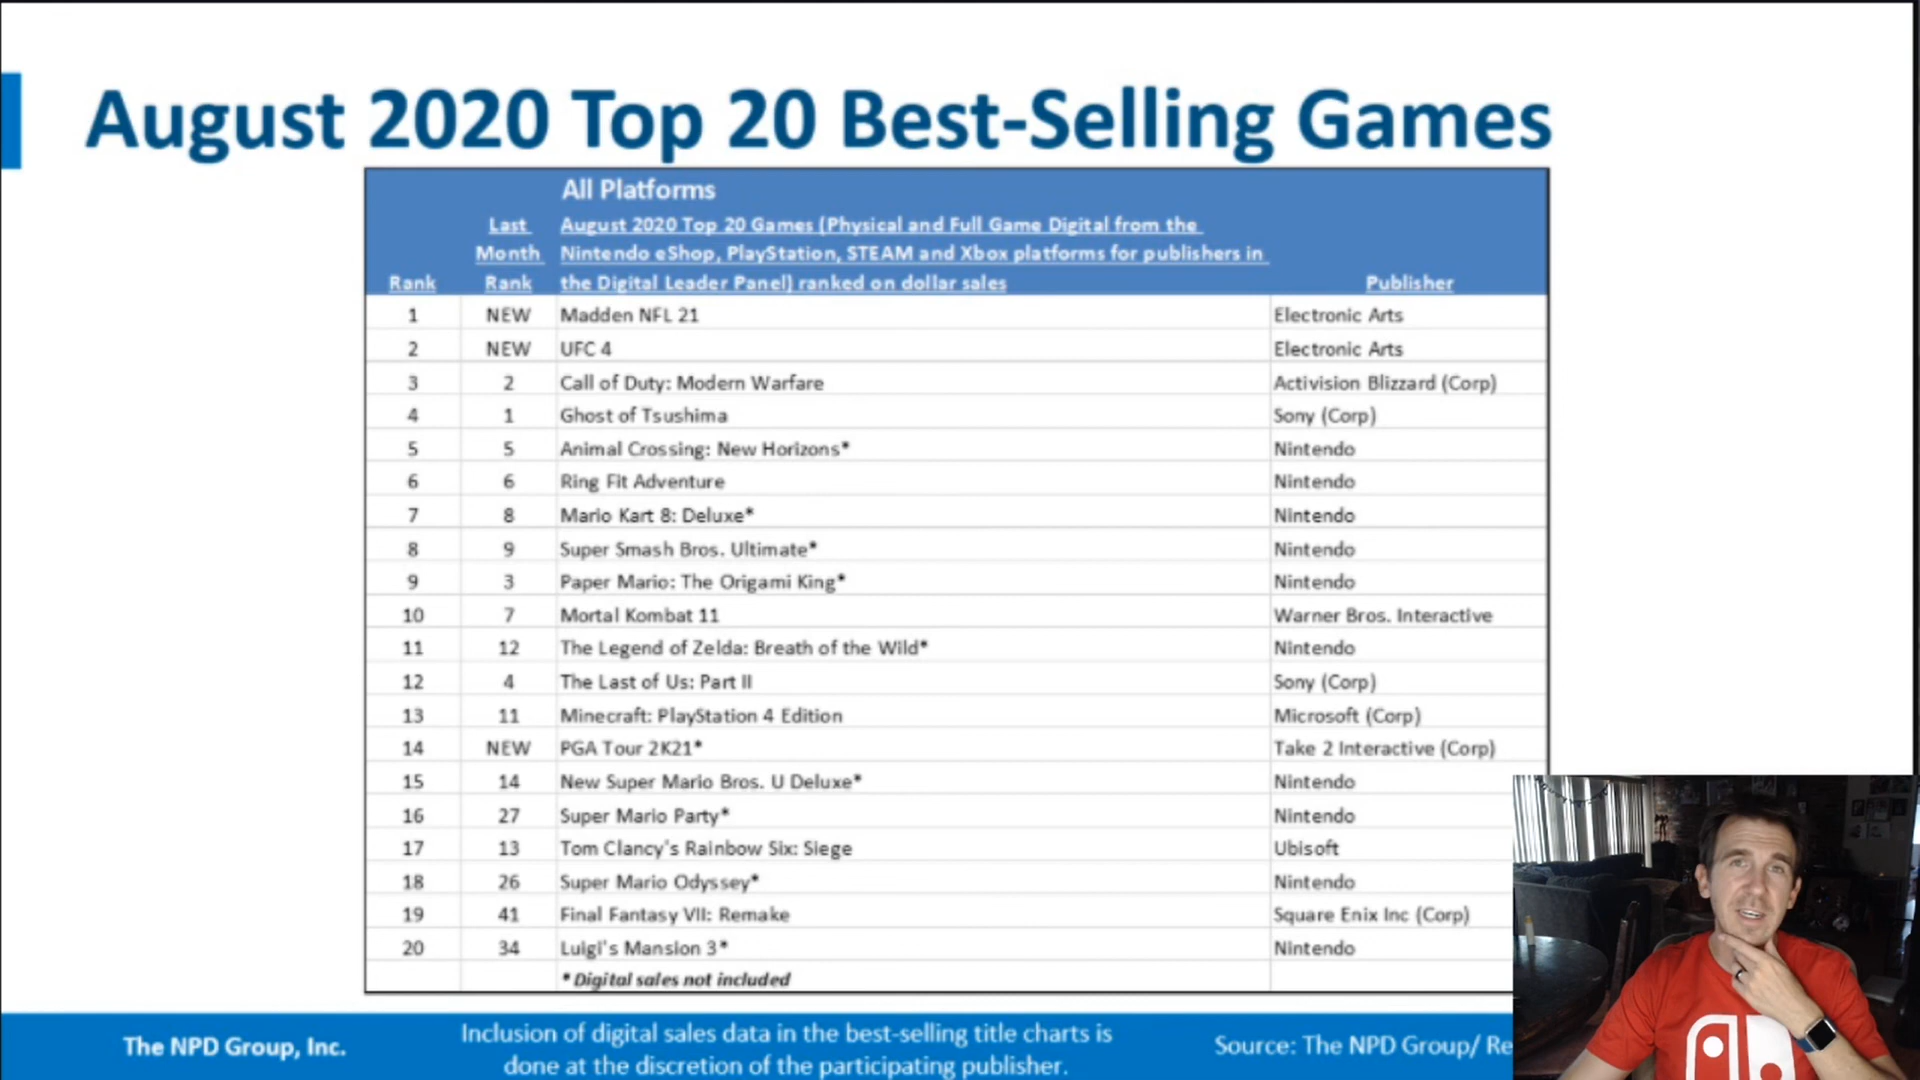 August 2020 Top 20 Best-Selling Games
All Platforms
Last August 2020 Top 20 Games (Physical and Full Game Digital from the
Month Nintendo eShop, PlayStation, STEAM and Xbox platforms for publishers in
Rank Rank the Digital Leader Panel) ranked on dollar sales Publisher
1 NEW Madden NFL 21 Electronic Arts
2 NEW UFC 4 Electronic Arts
3 2 Call of Duty: Modern Warfare Activision Blizzard (Corp)
4 1 Ghost of Tsushima Sony (Corp)
5 5 Animal Crossing: New Horizons* Nintendo
6 6 Ring Fit Adventure Nintendo
7 8 Mario Kart 8: Deluxe* Nintendo
8 9 Super Smash Bros. Ultimate* Nintendo
9 3 Paper Mario: The Origami King* Nintendo
10 7 Mortal Kombat 11 Warner Bros. Interactive
11 12 The Legend of Zelda: Breath of the Wild* Nintendo
12 4 The Last of Us: Part II Sony (Corp)
13 11 Minecraft: PlayStation 4 Edition Microsoft (Corp)
14 NEW PGA Tour 2K21* Take 2 Interactive (Corp)
15 14 New Super Mario Bros. U Deluxe* Nintendo
16 27 Super Mario Party* Nintendo
17 13 Tom Clancy's Rainbow Six: Siege Ubisoft
18 26 Super Mario Odyssey* Nintendo
19 41 Final Fantasy VII: Remake Square Enix Inc (Corp)
20 34 Luigi's Mansion 3* Nintendo
* Digital sales not included
The NPD Group, Inc.
Inclusion of digital sales data in the best-selling title charts is
done at the discretion of the participating publisher.
Source: The NPD Group/ Re